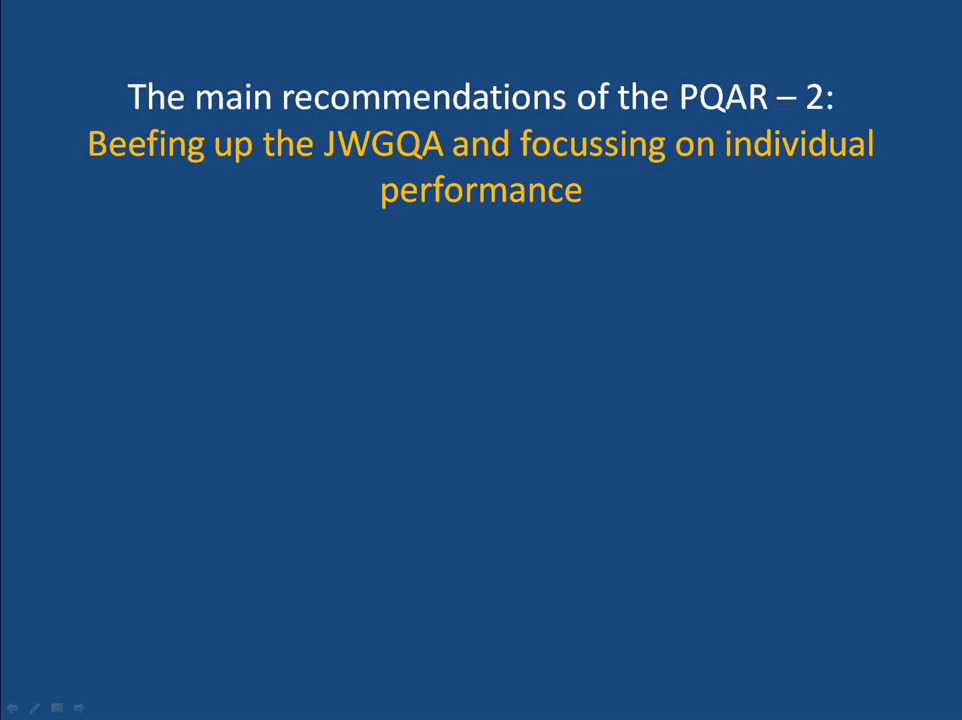 The main recommendations of the PQAR – 2:
Beefing up the JWGQA and focussing on individual
performance